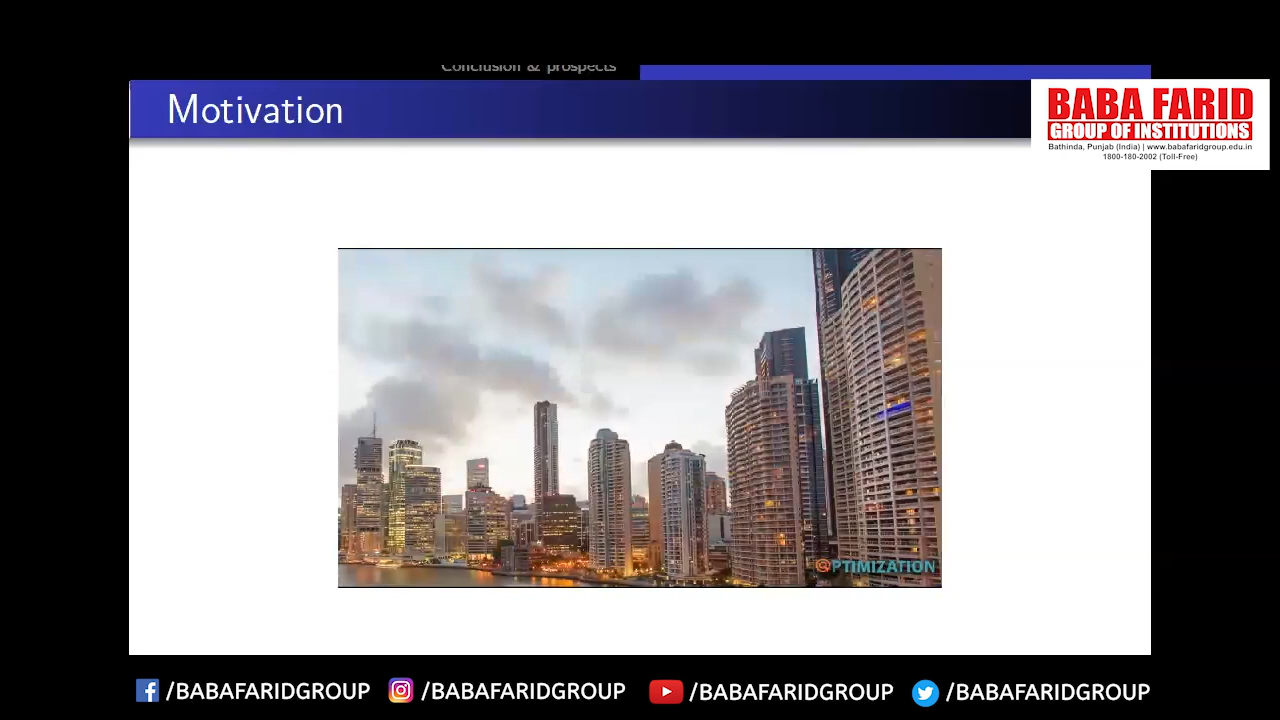 Conclusion & prospects
Motivation
BABA FARID
GROUP OF INSTITUTIONS
Bathinda, Punjab (India) | www.babafaridgroup.edu.in
1800-180-2002 (Toll-Free)
@PTIMIZATION
/BABAFARIDGROUP /BABAFARIDGROUP /BABAFARIDGROUP /BABAFARIDGROUP